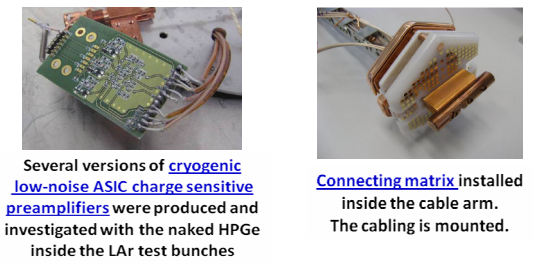 Several versions of cryogenic
low-noise ASIC charge sensitive
preamplifiers were produced and
investigated with the naked HPGe
inside the LAr test bunches
Connecting matrix installed
inside the cable arm.
The cabling is mounted.